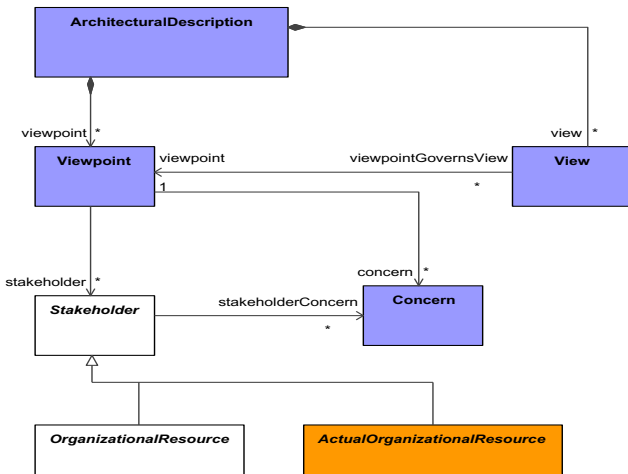 ArchitecturalDescription
viewpoint * view *
Viewpoint viewpoint viewpointGovernsView View
1 *
concern *
stakeholder *
Stakeholder stakeholderConcern Concern
*
OrganizationalResource ActualOrganizationalResource